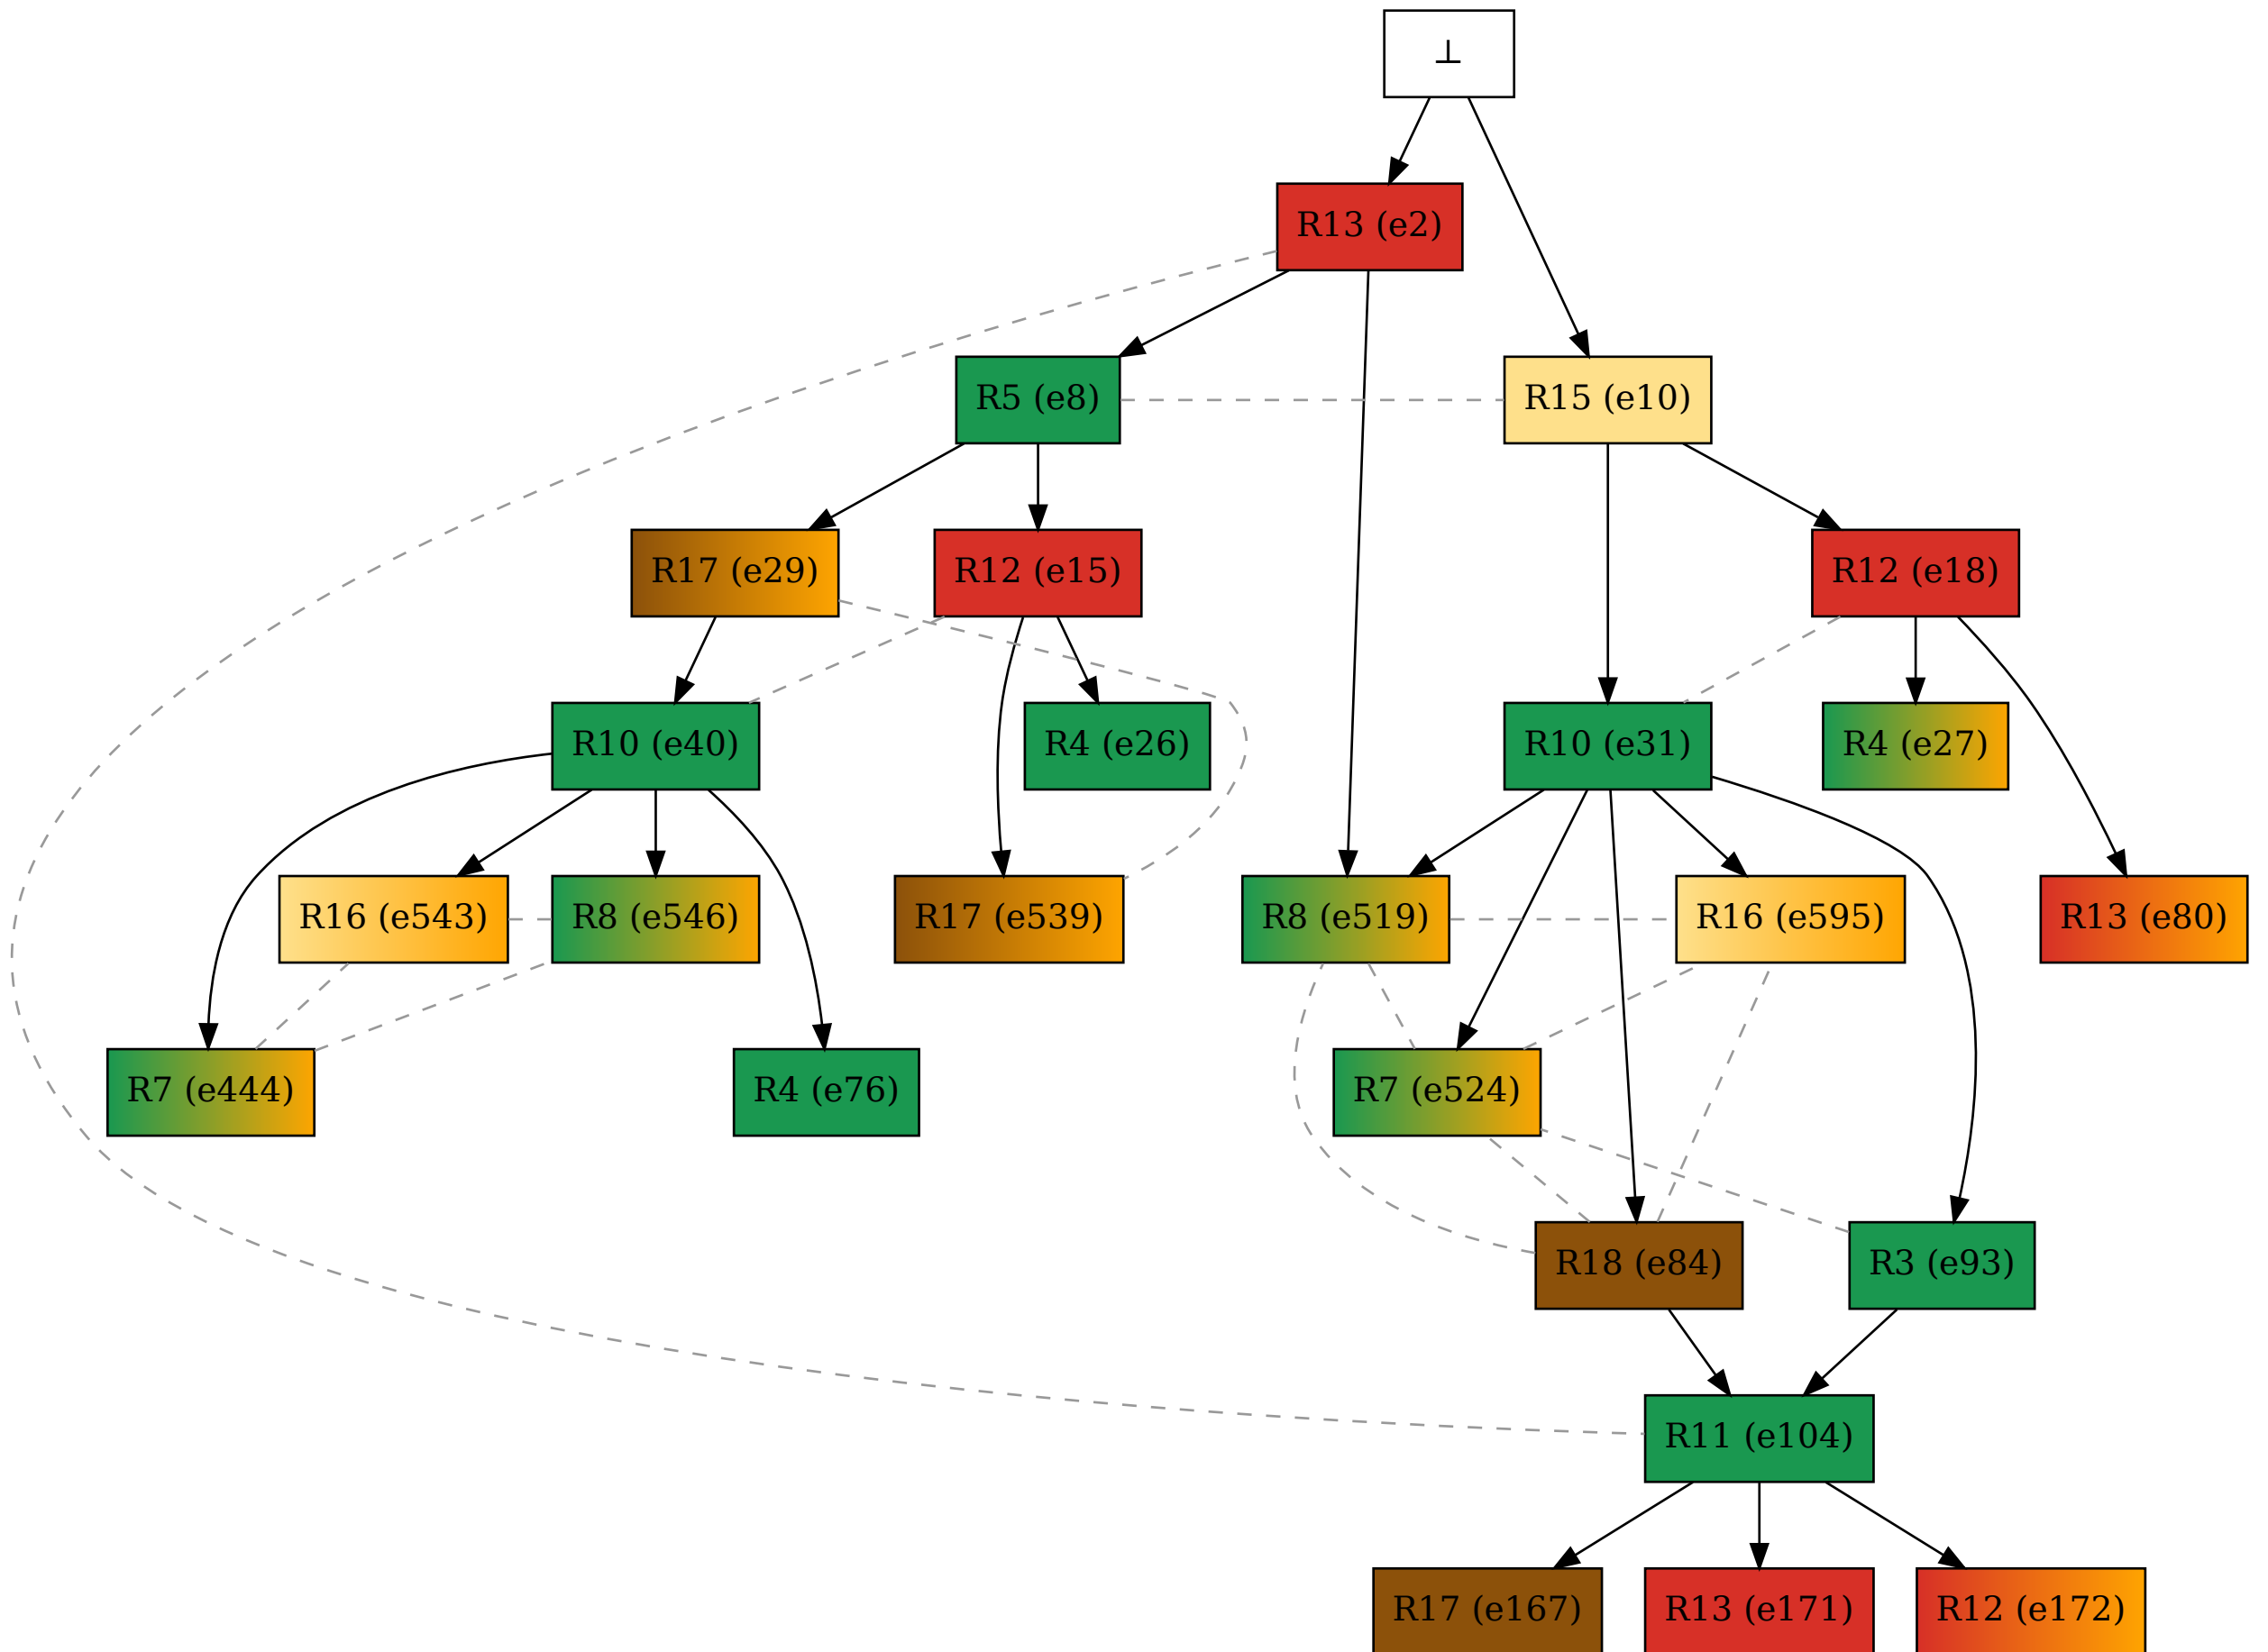 ⊥
R13 (e2)
R5 (e8)
R15 (e10)
R17 (e29)
R12 (e15)
R12 (e18)
R10 (e40)
R4 (e26)
R10 (e31)
R4 (e27)
R16 (e543)
R8 (e546)
R17 (e539)
R8 (e519)
R16 (e595)
R13 (e80)
R7 (e444)
R4 (e76)
R7 (e524)
R18 (e84)
R3 (e93)
R11 (e104)
R17 (e167)
R13 (e171)
R12 (e172)